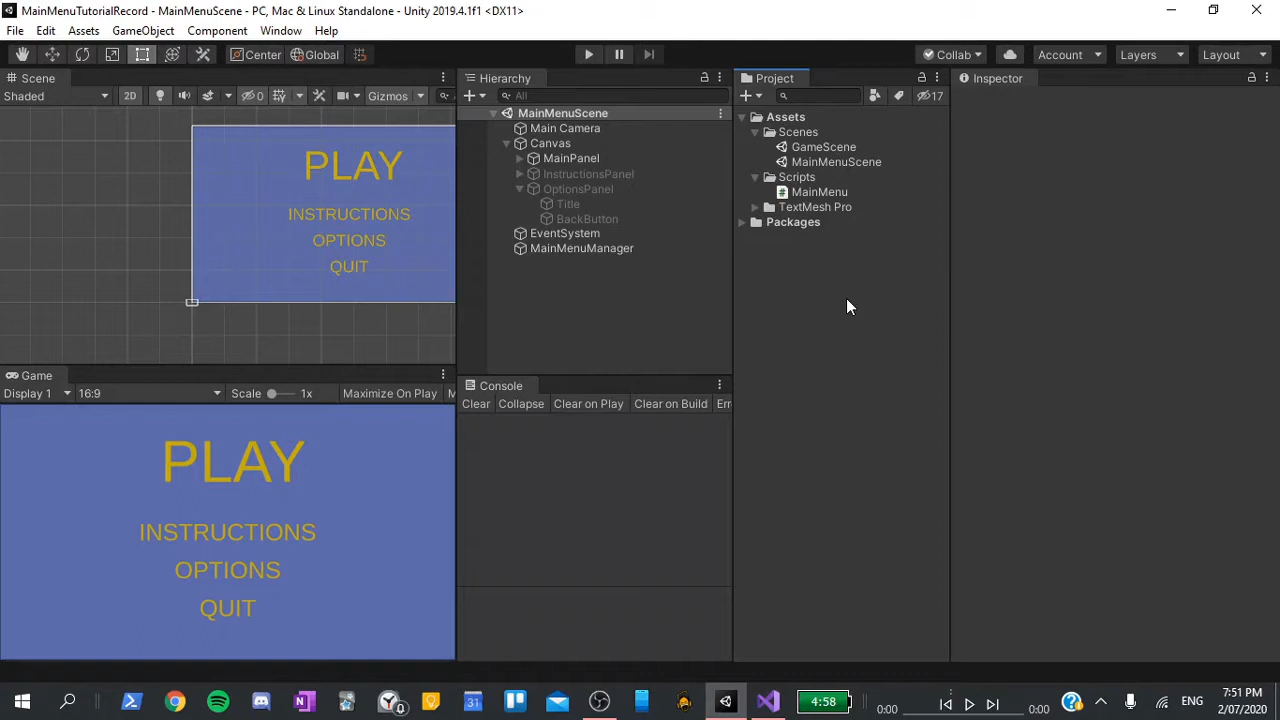 MainMenuTutorialRecord - MainMenuScene - PC, Mac & Linux Standalone - Unity 2019.4.1f1 <DX11>
File Edit Assets GameObject Component Window Help
Center Global Collab Account Layers Layout
Scene
Shaded 2D 0 Gizmos
PLAY
INSTRUCTIONS
OPTIONS
QUIT
Game
Display 1 16:9 Scale 1x Maximize On Play M
PLAY
INSTRUCTIONS
OPTIONS
QUIT
Hierarchy
All
MainMenuScene
Main Camera
Canvas
MainPanel
InstructionsPanel
OptionsPanel
Title
BackButton
EventSystem
MainMenuManager
Console
Clear Collapse Clear on Play Clear on Build Err
Project
17
Assets
Scenes
GameScene
MainMenuScene
Scripts
MainMenu
TextMesh Pro
Packages
Inspector
4:58 0:00 0:00 ENG 7:51 PM
2/07/2020